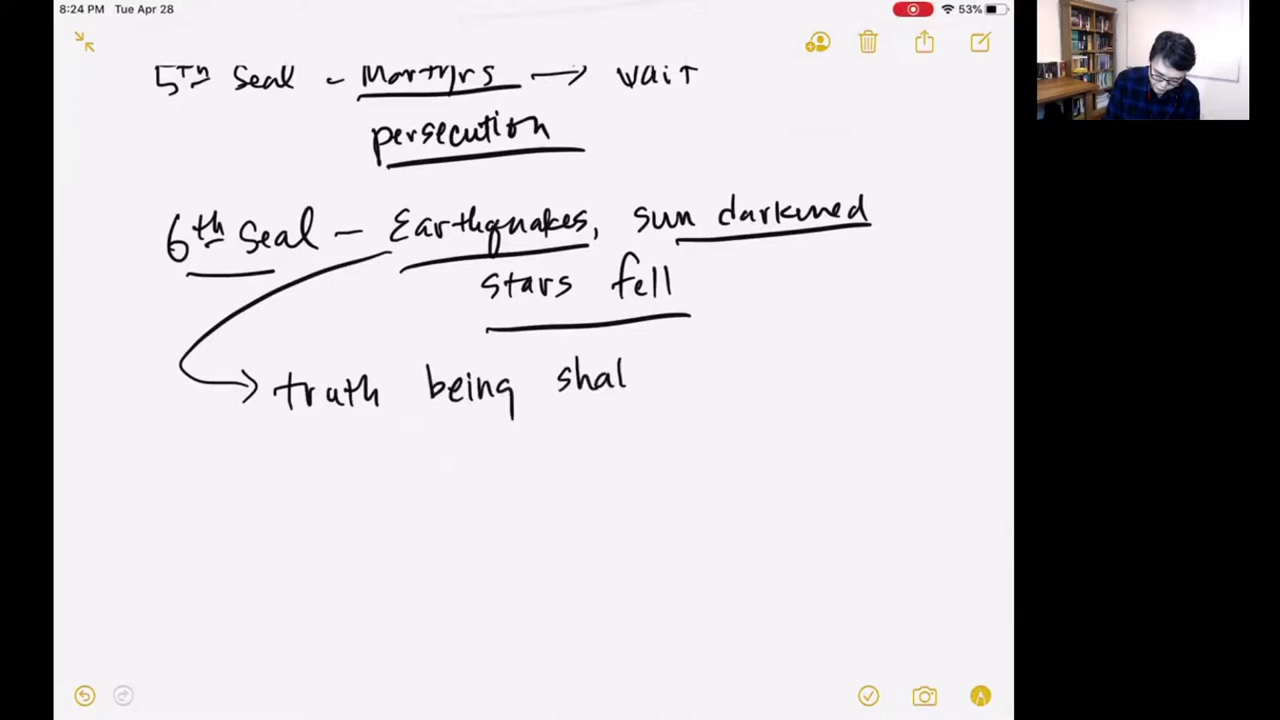 8:24 PM Tue Apr 28
53%
5Th Seal - Martyrs → wait
persecution
6th Seal - Earthquakes, sun darkened
stars fell
truth being shal